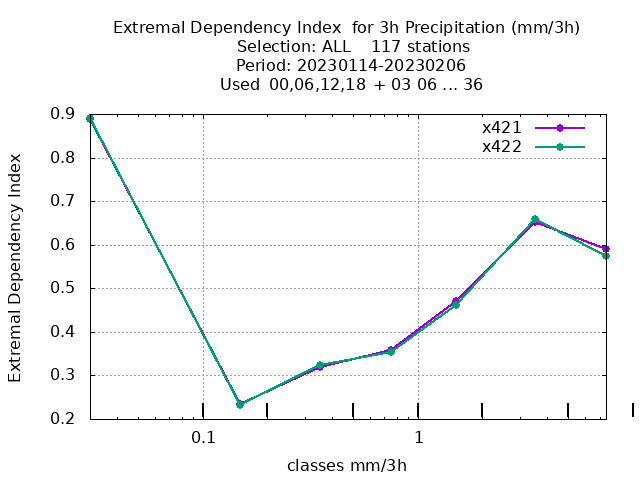 Extremal Dependency Index  for 3h Precipitation (mm/3h)
Selection: ALL    117 stations
Period: 20230114-20230206
Used  00,06,12,18  + 03 06 ... 36
x421
x422
0.9
0.8
0.7
0.6
0.5
0.4
0.3
0.2
Extremal Dependency Index
0.1
1
classes mm/3h